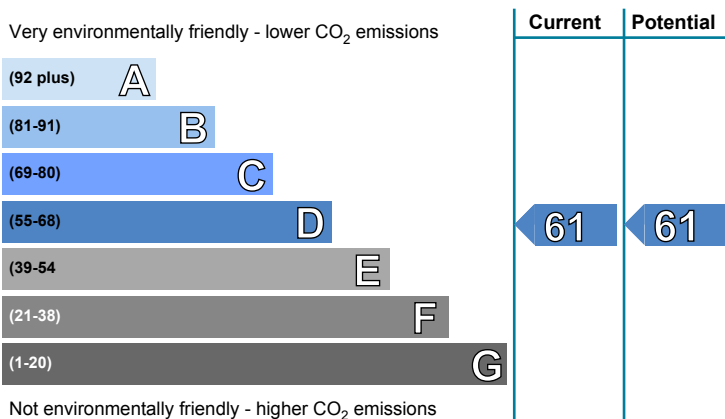 Very environmentally friendly - lower CO2 emissions
Current
Potential
(92 plus) A
(81-91) B
(69-80) C
(55-68) D
61
61
(39-54 E
(21-38) F
(1-20) G
Not environmentally friendly - higher CO2 emissions